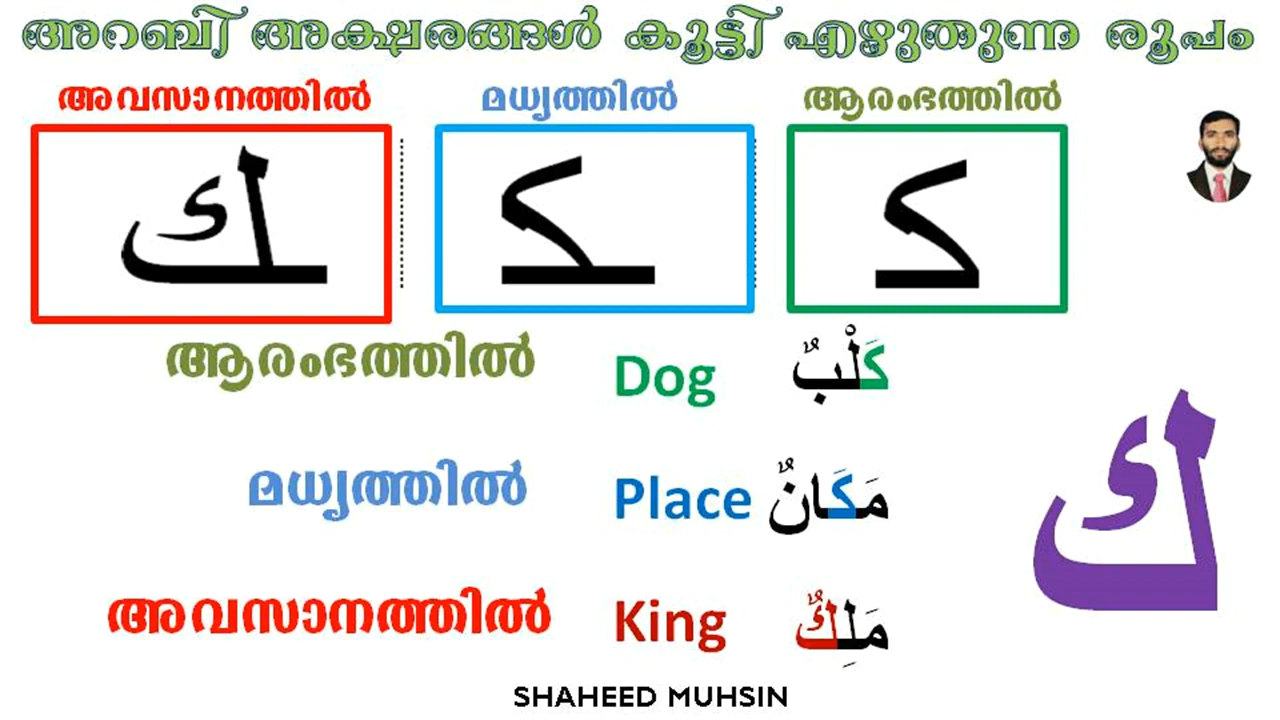 അറബി അക്ഷരങ്ങൾ കൂട്ടി എഴുതുന്ന രൂപം
അവസാനത്തിൽ മധ്യത്തിൽ ആരംഭത്തിൽ
ـك ـكـ كـ
ആരംഭത്തിൽ Dog كَلْبٌ
മധ്യത്തിൽ Place مَكَانٌ
ك
അവസാനത്തിൽ King مَلِكٌ
SHAHEED MUHSIN